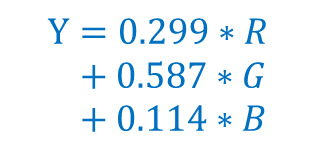 Y = 0.299 ∗ R
+ 0.587 ∗ G
+ 0.114 ∗ B